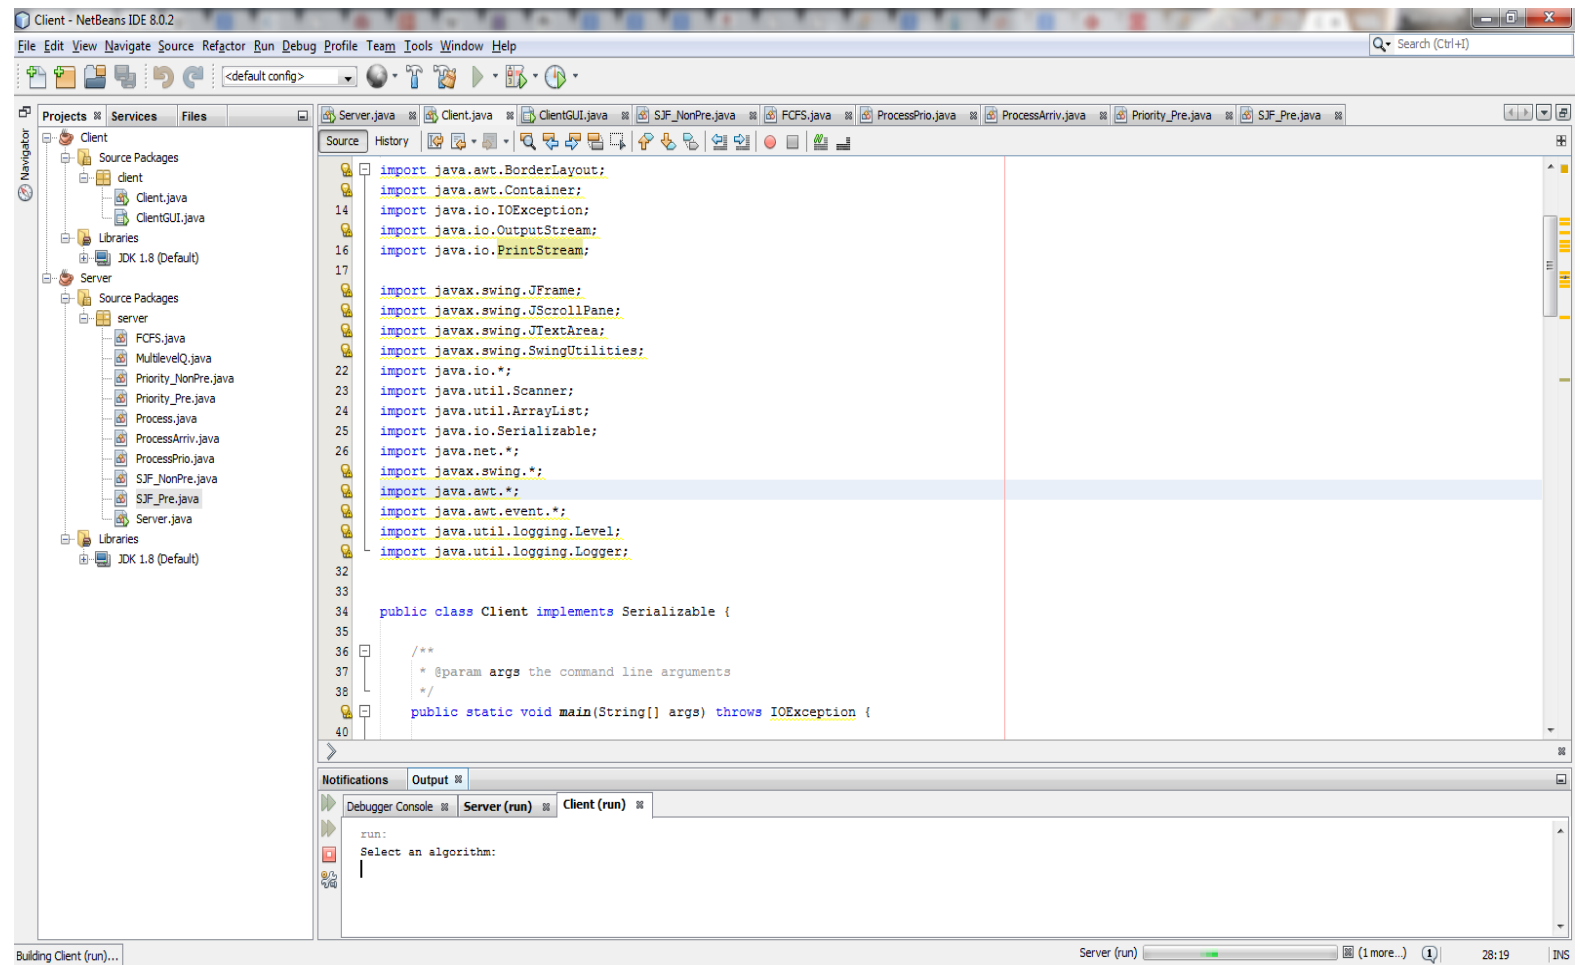 Client - NetBeans IDE 8.0.2
File Edit View Navigate Source Refactor Run Debug Profile Team Tools Window Help
Search (Ctrl+I)
<default config>
Projects Services Files
Navigator
Client
Source Packages
client
Client.java
ClientGUI.java
Libraries
JDK 1.8 (Default)
Server
Source Packages
server
FCFS.java
MultilevelQ.java
Priority_NonPre.java
Priority_Pre.java
Process.java
ProcessArriv.java
ProcessPrio.java
SJF_NonPre.java
SJF_Pre.java
Server.java
Libraries
JDK 1.8 (Default)
Server.java Client.java ClientGUI.java SJF_NonPre.java FCFS.java ProcessPrio.java ProcessArriv.java Priority_Pre.java SJF_Pre.java
Source History
import java.awt.BorderLayout;
import java.awt.Container;
14 import java.io.IOException;
import java.io.OutputStream;
16 import java.io.PrintStream;
17
import javax.swing.JFrame;
import javax.swing.JScrollPane;
import javax.swing.JTextArea;
import javax.swing.SwingUtilities;
22 import java.io.*;
23 import java.util.Scanner;
24 import java.util.ArrayList;
25 import java.io.Serializable;
26 import java.net.*;
import javax.swing.*;
import java.awt.*;
import java.awt.event.*;
import java.util.logging.Level;
import java.util.logging.Logger;
32
33
34 public class Client implements Serializable {
35
36 /**
37 * @param args the command line arguments
38 */
public static void main(String[] args) throws IOException {
40
Notifications Output
Debugger Console Server (run) Client (run)
run:
Select an algorithm:
Building Client (run)...
Server (run)
(1 more...)
1
28:19
INS